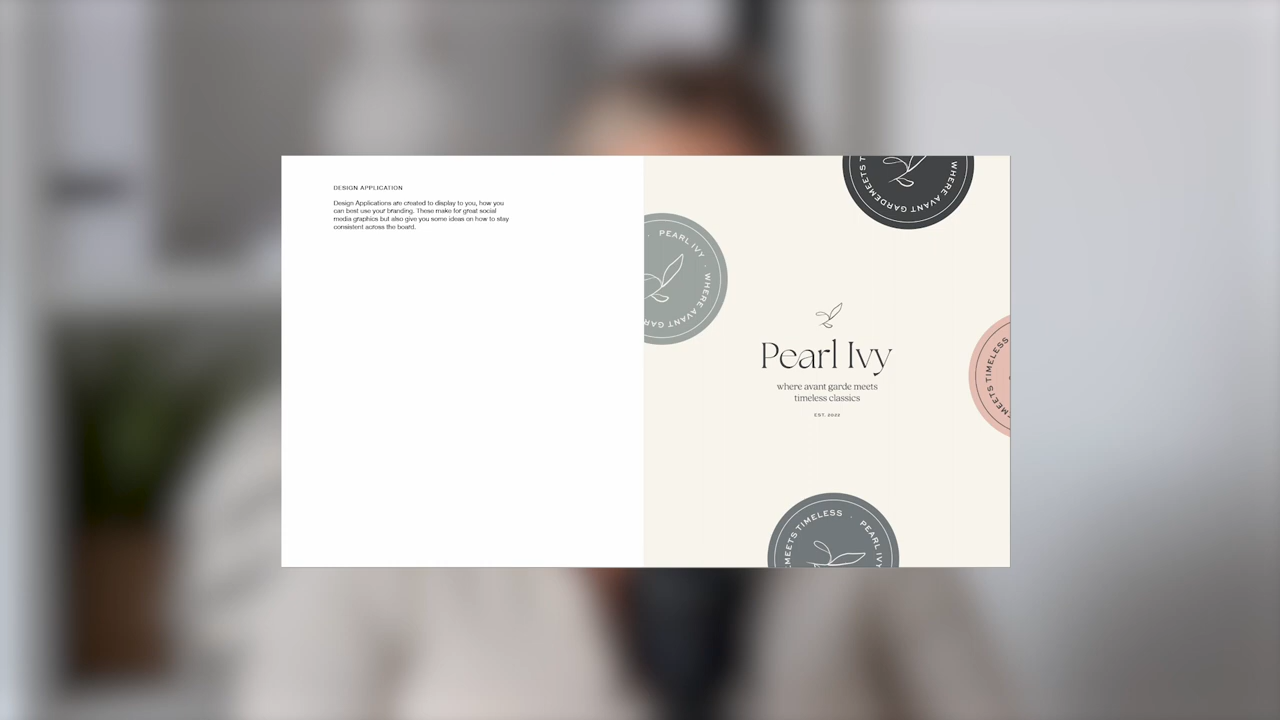 DESIGN APPLICATION
Design Applications are created to display to you, how you
can best use your branding. These make for great social
media graphics but also give you some ideas on how to stay
consistent across the board.
WHERE AVANT GARDE MEETS T
· PEARL IVY · WHERE AVANT GAR
Pearl Ivy
where avant garde meets
timeless classics
EST. 2022
MEETS TIMELESS
MEETS TIMELESS · PEARL IVY